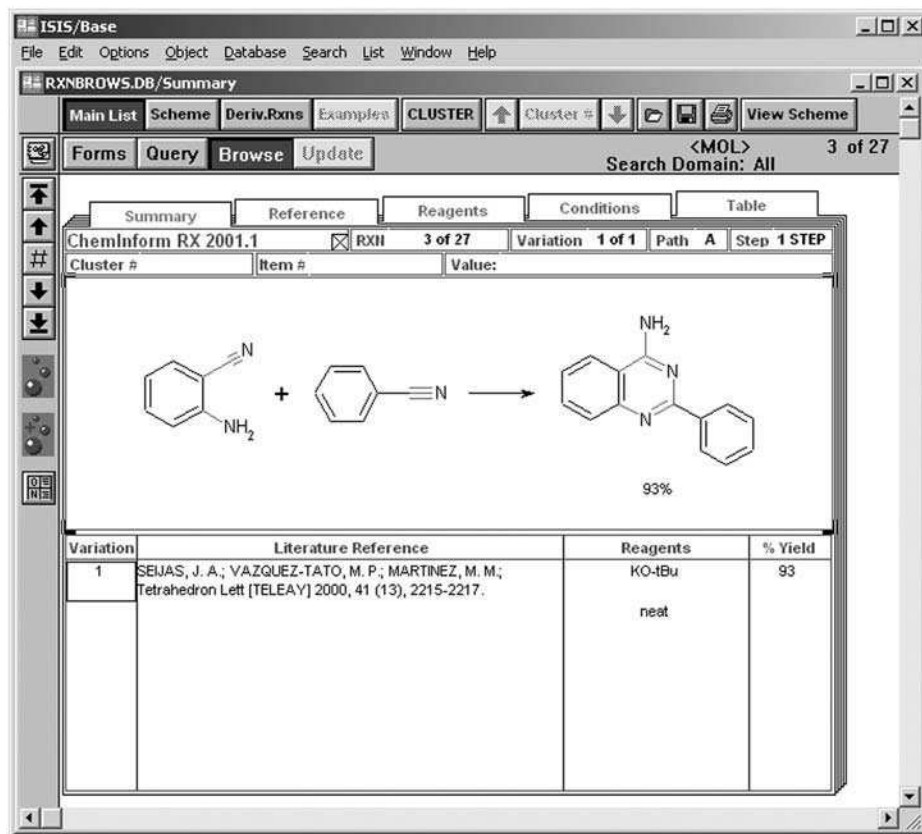 ISIS/Base
File Edit Options Object Database Search List Window Help
RXNBROWS.DB/Summary
Main List Scheme Deriv.Rxns Examples CLUSTER Cluster # View Scheme
Forms Query Browse Update <MOL> 3 of 27
Search Domain: All
#
Summary Reference Reagents Conditions Table
ChemInform RX 2001.1 RXN 3 of 27 Variation 1 of 1 Path A Step 1 STEP
Cluster # Item # Value:
NH2
N
N
+
N
N
NH2
93%
Variation Literature Reference Reagents % Yield
1 SEIJAS, J. A.; VAZQUEZ-TATO, M. P.; MARTINEZ, M. M.; KO-tBu 93
Tetrahedron Lett [TELEAY] 2000, 41 (13), 2215-2217.
neat